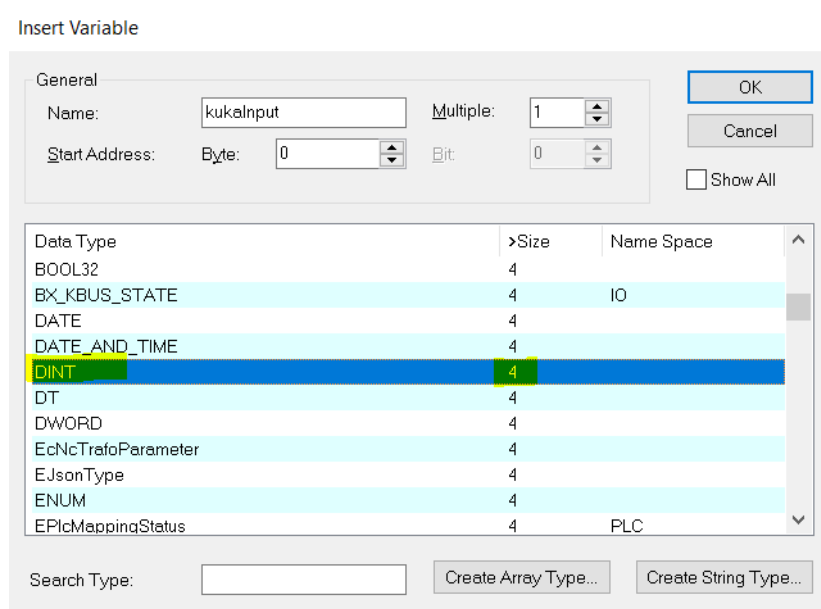 Insert Variable
General
Name: kukaInput Multiple: 1 OK
Start Address: Byte: 0 Bit: 0 Cancel
Show All
Data Type >Size Name Space
BOOL32 4
BX_KBUS_STATE 4 IO
DATE 4
DATE_AND_TIME 4
DINT 4
DT 4
DWORD 4
EcNcTrafoParameter 4
EJsonType 4
ENUM 4
EPlcMappingStatus 4 PLC
Search Type: Create Array Type... Create String Type...